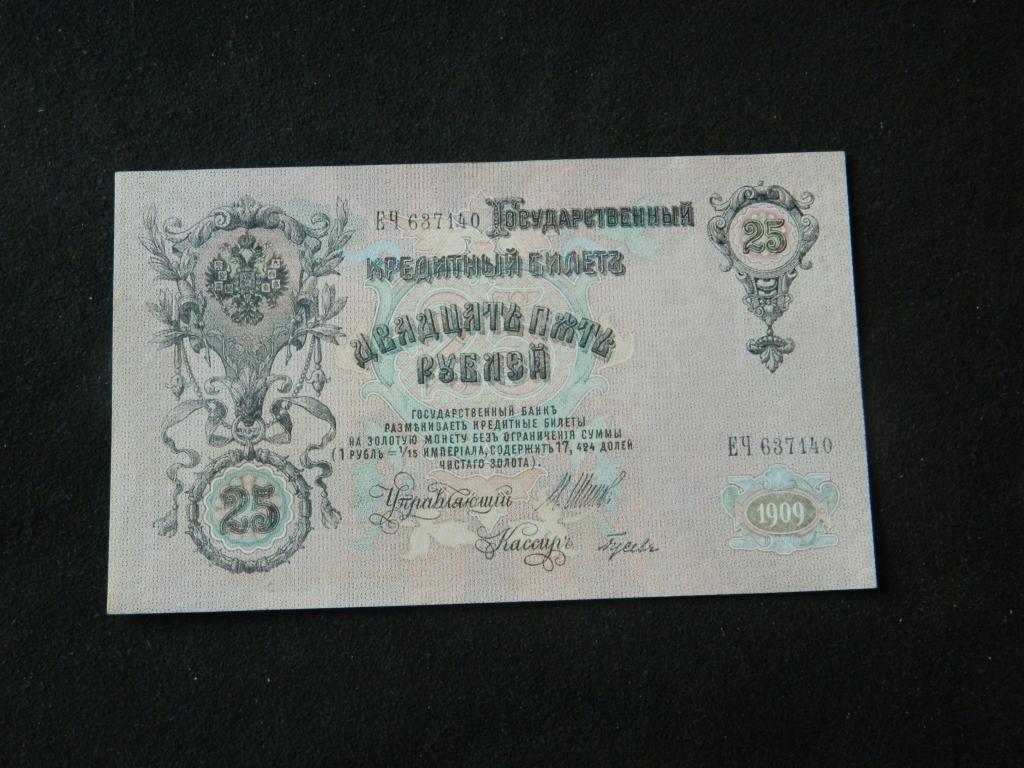 ЕЧ 637140 Государственный
25
кредитный билетъ
Двадцать пять
рублей
Государственный банкъ
размѣниваетъ кредитные билеты
на золотую монету безъ ограниченія суммы
(1 рубль = 1/15 имперіала, содержитъ 17, 424 долей
чистаго золота).
ЕЧ 637140
25
Управляющій
1909
Кассиръ
Гусевъ